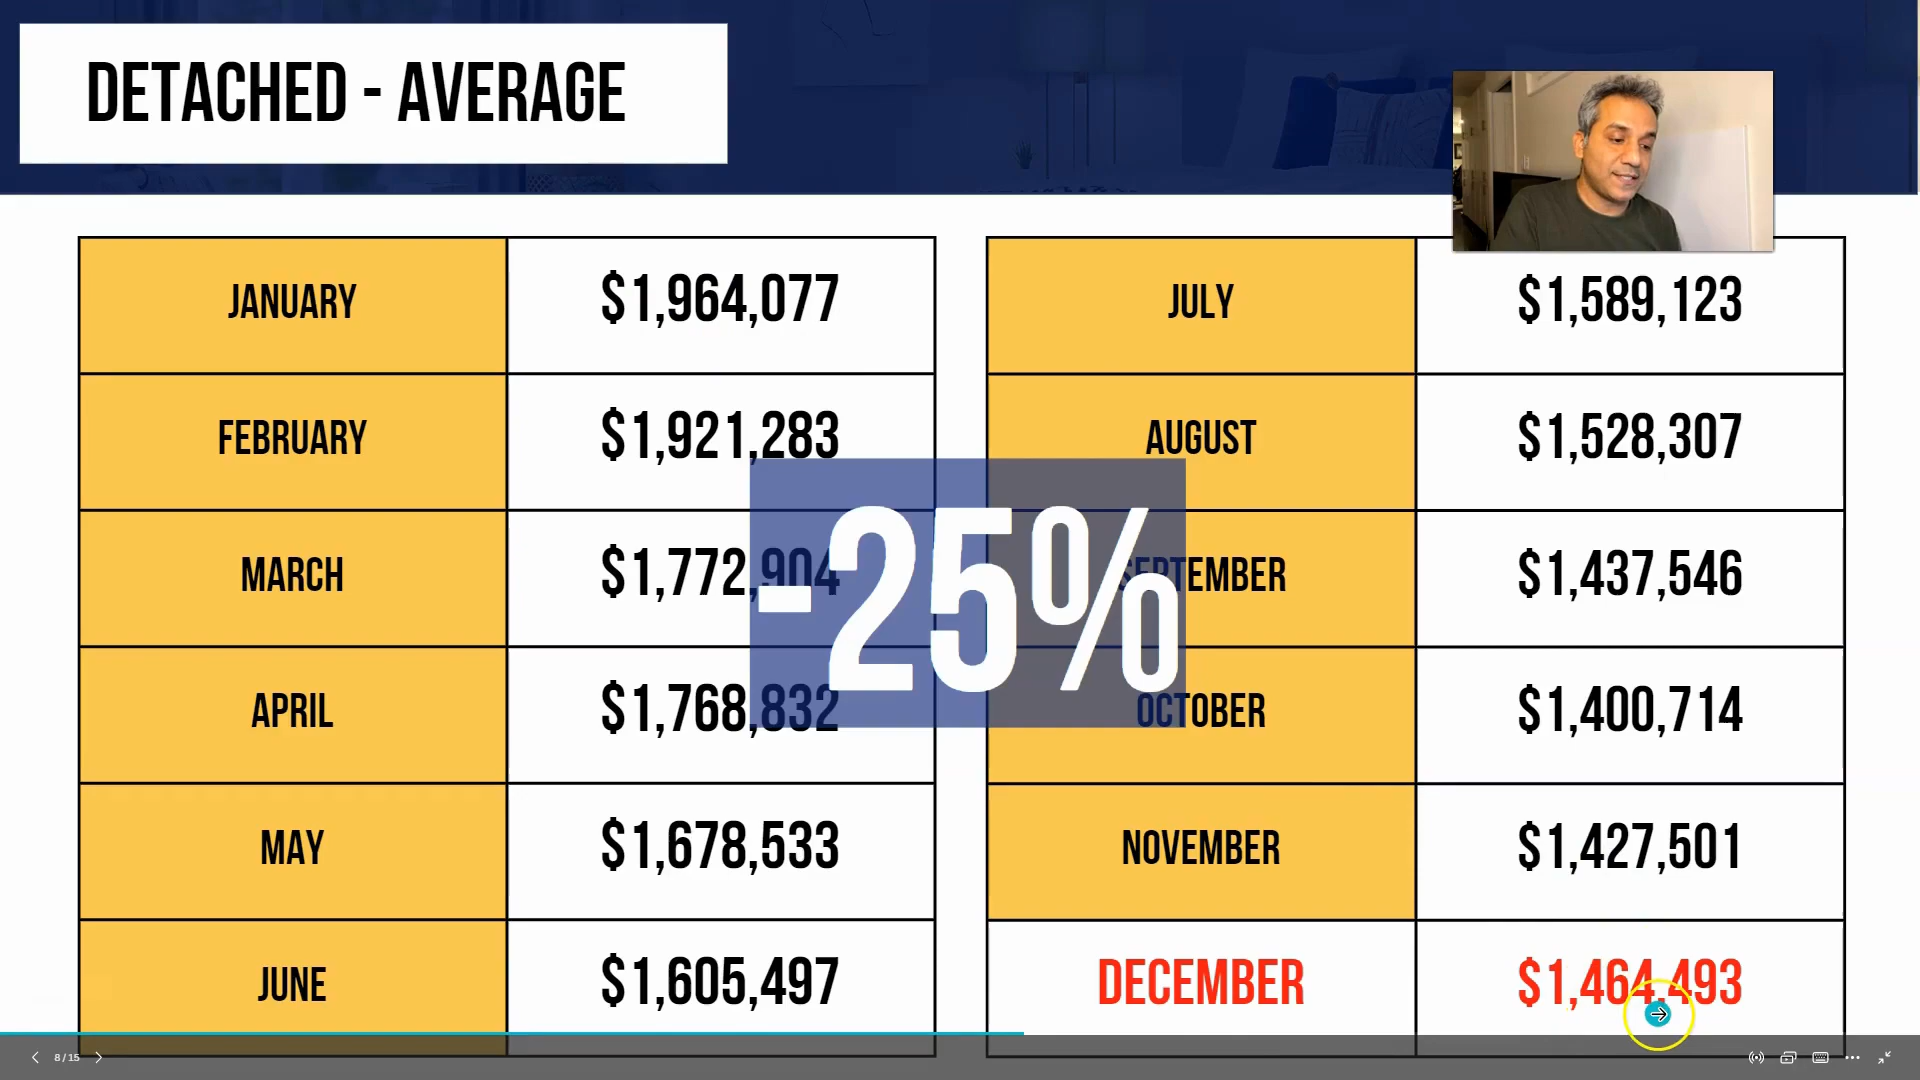 DETACHED - AVERAGE
JANUARY $1,964,077
FEBRUARY $1,921,283
MARCH $1,772,904
APRIL $1,768,832
MAY $1,678,533
JUNE $1,605,497
JULY $1,589,123
AUGUST $1,528,307
SEPTEMBER $1,437,546
OCTOBER $1,400,714
NOVEMBER $1,427,501
DECEMBER $1,464,493
-25%
8 / 15